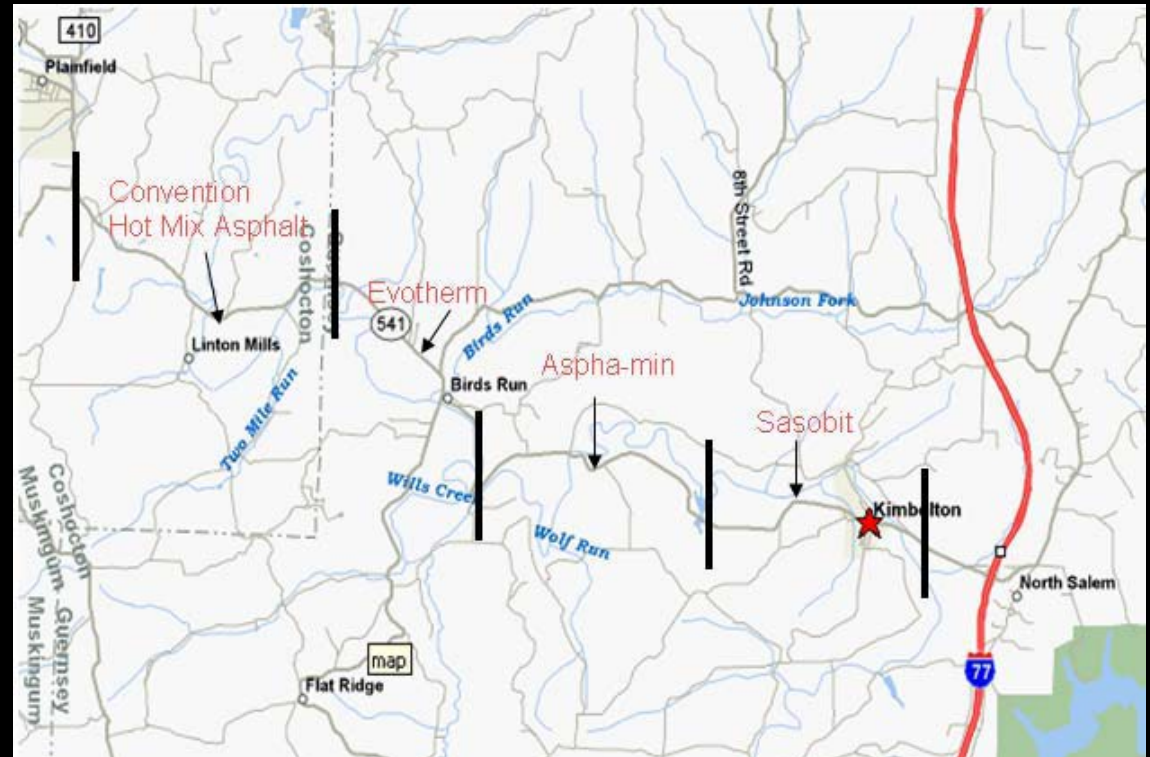 410
Plainfield
Convention
Hot Mix Asphalt
Coshocton
8th Street Rd
Evotherm
541
Birds Run
Johnson Fork
Linton Mills
Aspha-min
Birds Run
Two Mile Run
Sasobit
Wills Creek
Kimbolton
Wolf Run
Coshocton
Muskingum
Guernsey
Muskingum
North Salem
map
Flat Ridge
77